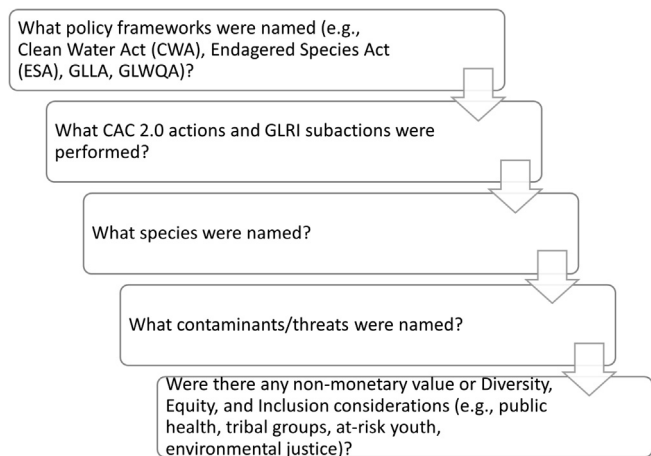 What policy frameworks were named (e.g.,
Clean Water Act (CWA), Endagered Species Act
(ESA), GLLA, GLWQA)?
What CAC 2.0 actions and GLRI subactions were
performed?
What species were named?
What contaminants/threats were named?
Were there any non-monetary value or Diversity,
Equity, and Inclusion considerations (e.g., public
health, tribal groups, at-risk youth,
environmental justice)?